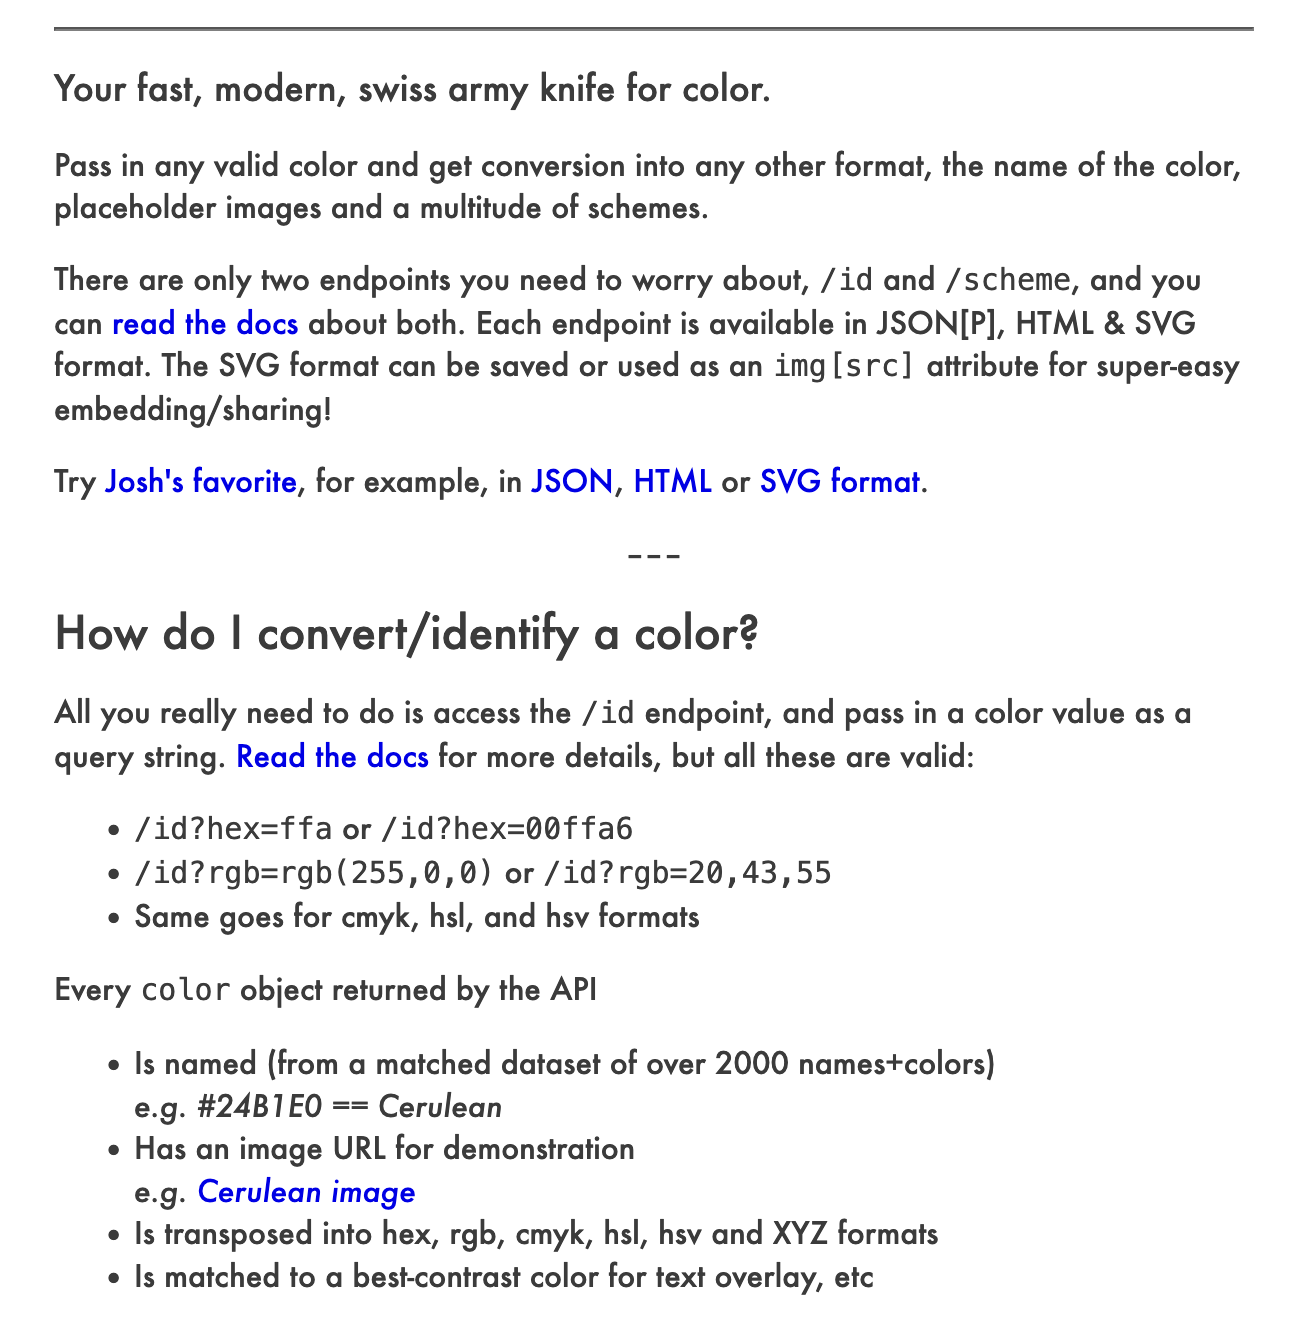 Your fast, modern, swiss army knife for color.
Pass in any valid color and get conversion into any other format, the name of the color,
placeholder images and a multitude of schemes.
There are only two endpoints you need to worry about, /id and /scheme, and you
can read the docs about both. Each endpoint is available in JSON[P], HTML & SVG
format. The SVG format can be saved or used as an img[src] attribute for super-easy
embedding/sharing!
Try Josh's favorite, for example, in JSON, HTML or SVG format.
---
How do I convert/identify a color?
All you really need to do is access the /id endpoint, and pass in a color value as a
query string. Read the docs for more details, but all these are valid:
• /id?hex=ffa or /id?hex=00ffa6
• /id?rgb=rgb(255,0,0) or /id?rgb=20,43,55
• Same goes for cmyk, hsl, and hsv formats
Every color object returned by the API
• Is named (from a matched dataset of over 2000 names+colors)
e.g. #24B1E0 == Cerulean
• Has an image URL for demonstration
e.g. Cerulean image
• Is transposed into hex, rgb, cmyk, hsl, hsv and XYZ formats
• Is matched to a best-contrast color for text overlay, etc